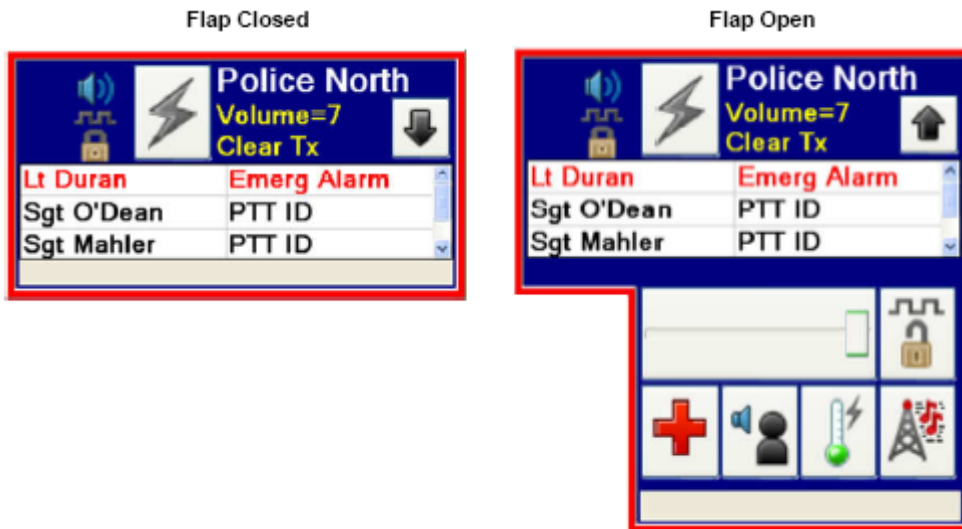 Flap Closed
Police North
Volume=7
Clear Tx
Lt Duran Emerg Alarm
Sgt O'Dean PTT ID
Sgt Mahler PTT ID
Flap Open
Police North
Volume=7
Clear Tx
Lt Duran Emerg Alarm
Sgt O'Dean PTT ID
Sgt Mahler PTT ID